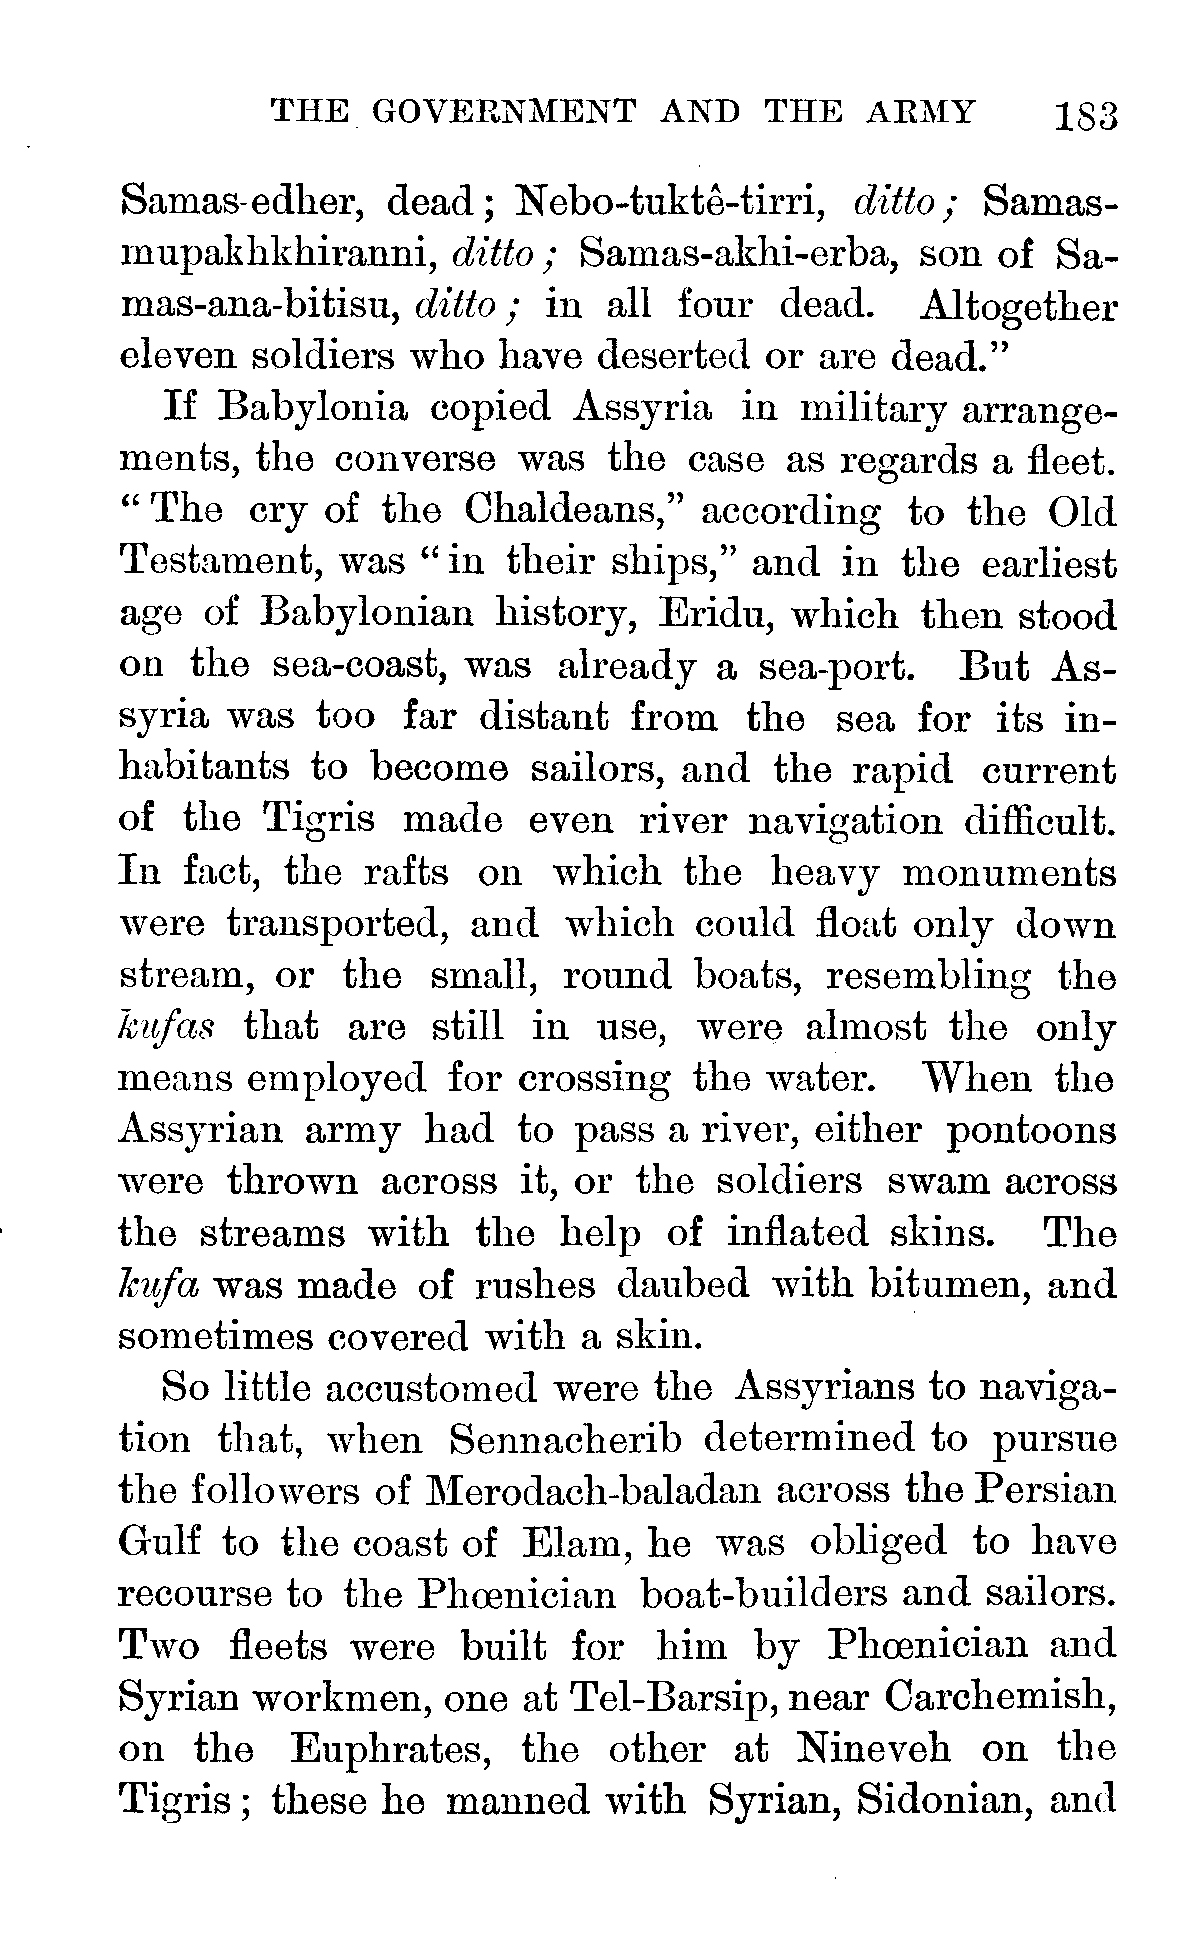 THE GOVERNMENT AND THE ARMY 183
Samas-edher, dead; Nebo-tuktê-tirri, ditto; Samas-
mupakhkhiranni, ditto; Samas-akhi-erba, son of Sa-
mas-ana-bitisu, ditto; in all four dead. Altogether
eleven soldiers who have deserted or are dead.”
If Babylonia copied Assyria in military arrange-
ments, the converse was the case as regards a fleet.
“The cry of the Chaldeans,” according to the Old
Testament, was “in their ships,” and in the earliest
age of Babylonian history, Eridu, which then stood
on the sea-coast, was already a sea-port. But As-
syria was too far distant from the sea for its in-
habitants to become sailors, and the rapid current
of the Tigris made even river navigation difficult.
In fact, the rafts on which the heavy monuments
were transported, and which could float only down
stream, or the small, round boats, resembling the
kufas that are still in use, were almost the only
means employed for crossing the water. When the
Assyrian army had to pass a river, either pontoons
were thrown across it, or the soldiers swam across
the streams with the help of inflated skins. The
kufa was made of rushes daubed with bitumen, and
sometimes covered with a skin.
So little accustomed were the Assyrians to naviga-
tion that, when Sennacherib determined to pursue
the followers of Merodach-baladan across the Persian
Gulf to the coast of Elam, he was obliged to have
recourse to the Phœnician boat-builders and sailors.
Two fleets were built for him by Phœnician and
Syrian workmen, one at Tel-Barsip, near Carchemish,
on the Euphrates, the other at Nineveh on the
Tigris; these he manned with Syrian, Sidonian, and